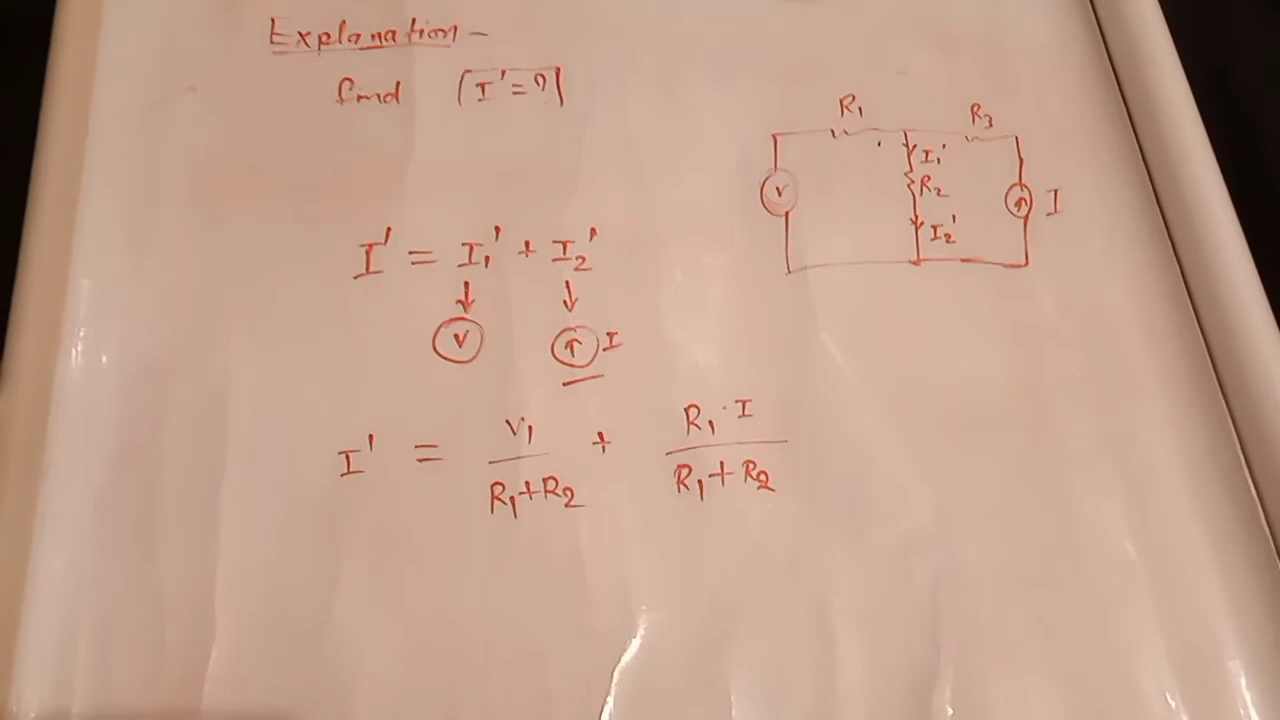 Explanation -
find I' = ?
R₁ R₃
I₁'
V R₂ I
I₂'
I' = I₁' + I₂'
V I
I' = V₁ / (R₁+R₂) + R₁·I / (R₁+R₂)